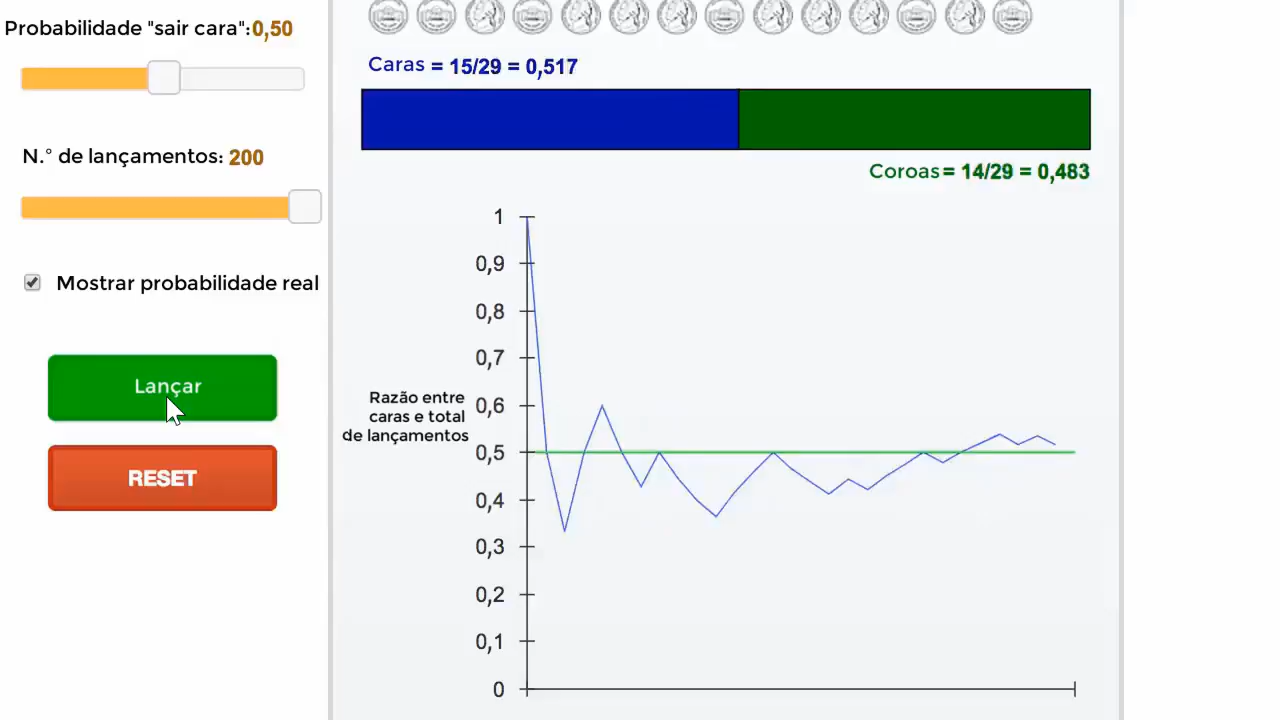 Probabilidade "sair cara":0,50
Caras = 15/29 = 0,517
N.° de lançamentos: 200
Coroas = 14/29 = 0,483
Mostrar probabilidade real
Lançar
RESET
Razão entre
caras e total
de lançamentos
1
0,9
0,8
0,7
0,6
0,5
0,4
0,3
0,2
0,1
0